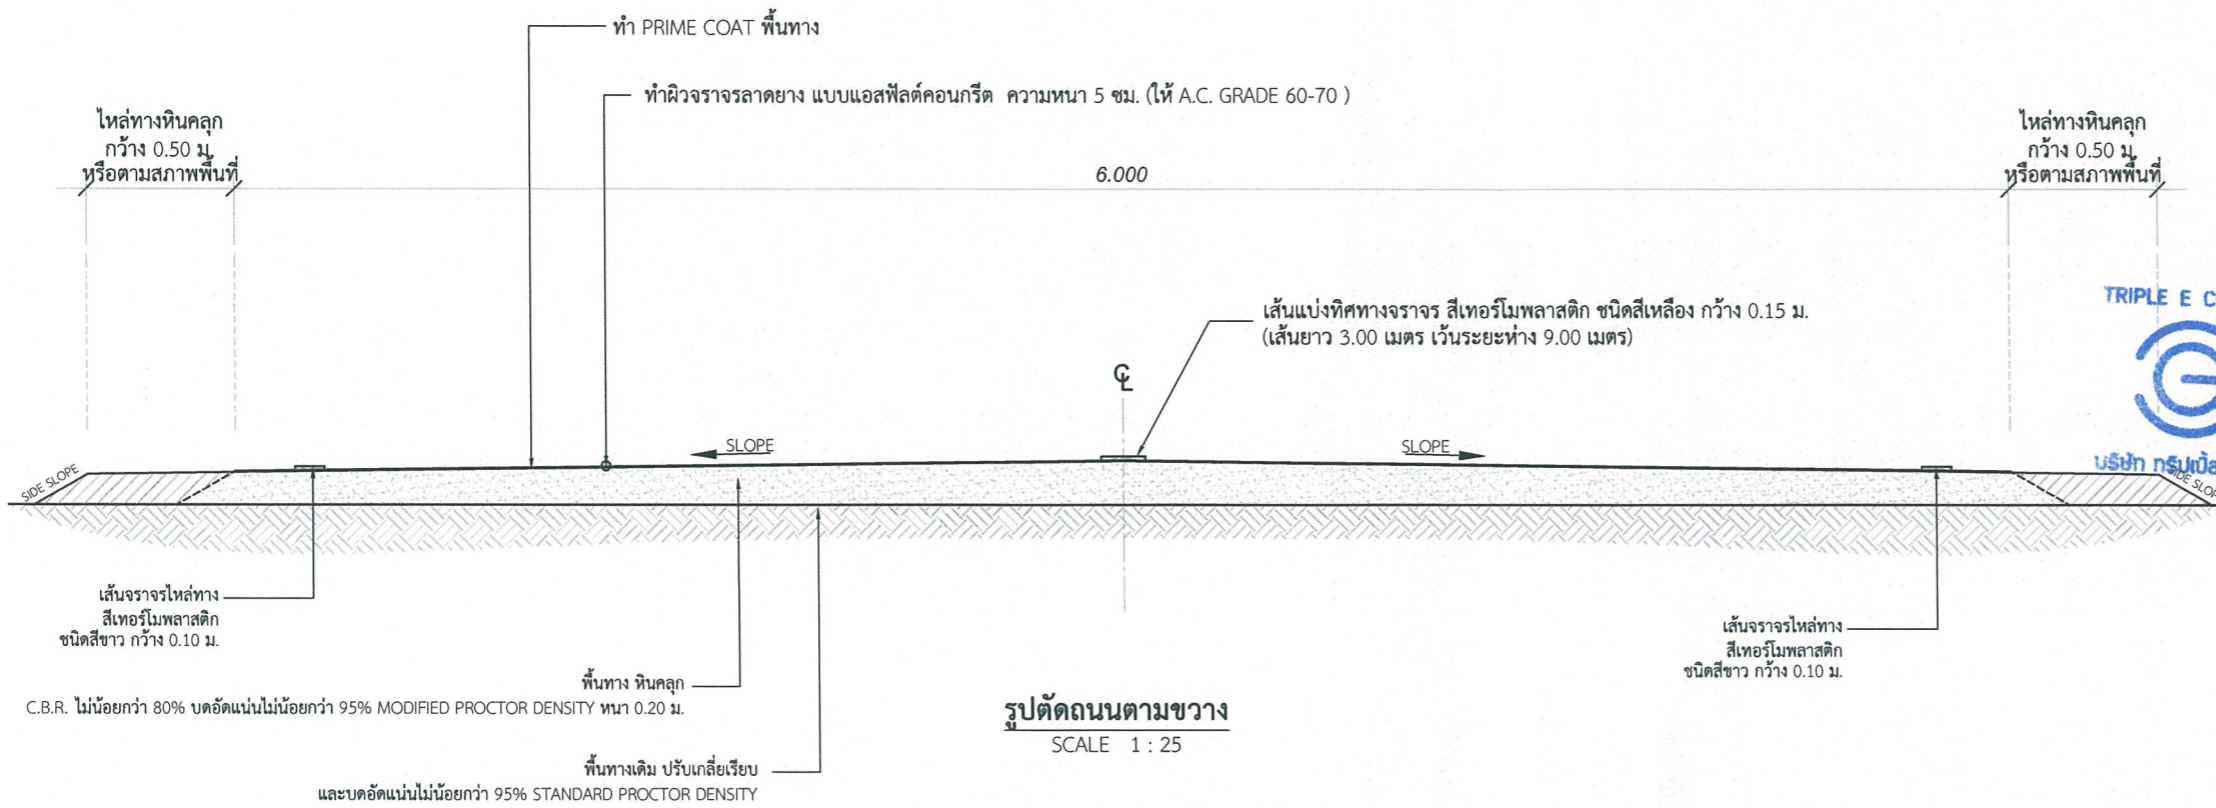 ทำ PRIME COAT พื้นทาง
ทำผิวจราจรลาดยาง แบบแอสฟัลต์คอนกรีต ความหนา 5 ซม. (ให้ A.C. GRADE 60-70 )
ไหล่ทางหินคลุก
กว้าง 0.50 ม.
หรือตามสภาพพื้นที่
6.000
ไหล่ทางหินคลุก
กว้าง 0.50 ม.
หรือตามสภาพพื้นที่
TRIPLE E C
เส้นแบ่งทิศทางจราจร สีเทอร์โมพลาสติก ชนิดสีเหลือง กว้าง 0.15 ม.
(เส้นยาว 3.00 เมตร เว้นระยะห่าง 9.00 เมตร)
SLOPE
SLOPE
บริษัท
SIDE SLOPE
SIDE SLOPE
เส้นจราจรไหล่ทาง
สีเทอร์โมพลาสติก
ชนิดสีขาว กว้าง 0.10 ม.
เส้นจราจรไหล่ทาง
สีเทอร์โมพลาสติก
ชนิดสีขาว กว้าง 0.10 ม.
พื้นทาง หินคลุก
C.B.R. ไม่น้อยกว่า 80% บดอัดแน่นไม่น้อยกว่า 95% MODIFIED PROCTOR DENSITY หนา 0.20 ม.
รูปตัดถนนตามขวาง
SCALE 1 : 25
พื้นทางเดิม ปรับเกลี่ยเรียบ
และบดอัดแน่นไม่น้อยกว่า 95% STANDARD PROCTOR DENSITY